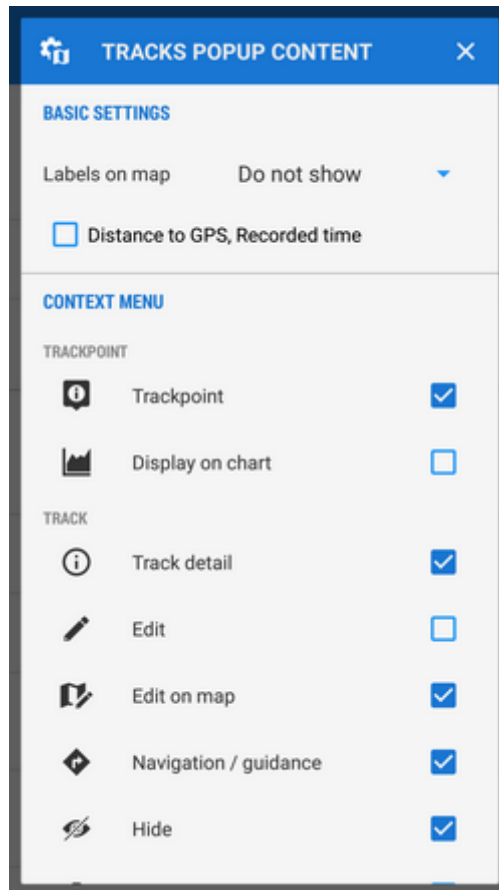 TRACKS POPUP CONTENT
BASIC SETTINGS
Labels on map Do not show
Distance to GPS, Recorded time
CONTEXT MENU
TRACKPOINT
Trackpoint
Display on chart
TRACK
Track detail
Edit
Edit on map
Navigation / guidance
Hide